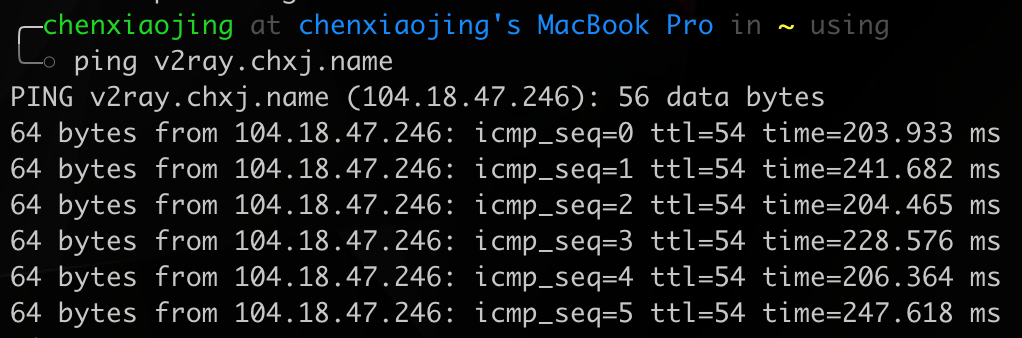 chenxiaojing at chenxiaojing's MacBook Pro in ~ using
ping v2ray.chxj.name
PING v2ray.chxj.name (104.18.47.246): 56 data bytes
64 bytes from 104.18.47.246: icmp_seq=0 ttl=54 time=203.933 ms
64 bytes from 104.18.47.246: icmp_seq=1 ttl=54 time=241.682 ms
64 bytes from 104.18.47.246: icmp_seq=2 ttl=54 time=204.465 ms
64 bytes from 104.18.47.246: icmp_seq=3 ttl=54 time=228.576 ms
64 bytes from 104.18.47.246: icmp_seq=4 ttl=54 time=206.364 ms
64 bytes from 104.18.47.246: icmp_seq=5 ttl=54 time=247.618 ms